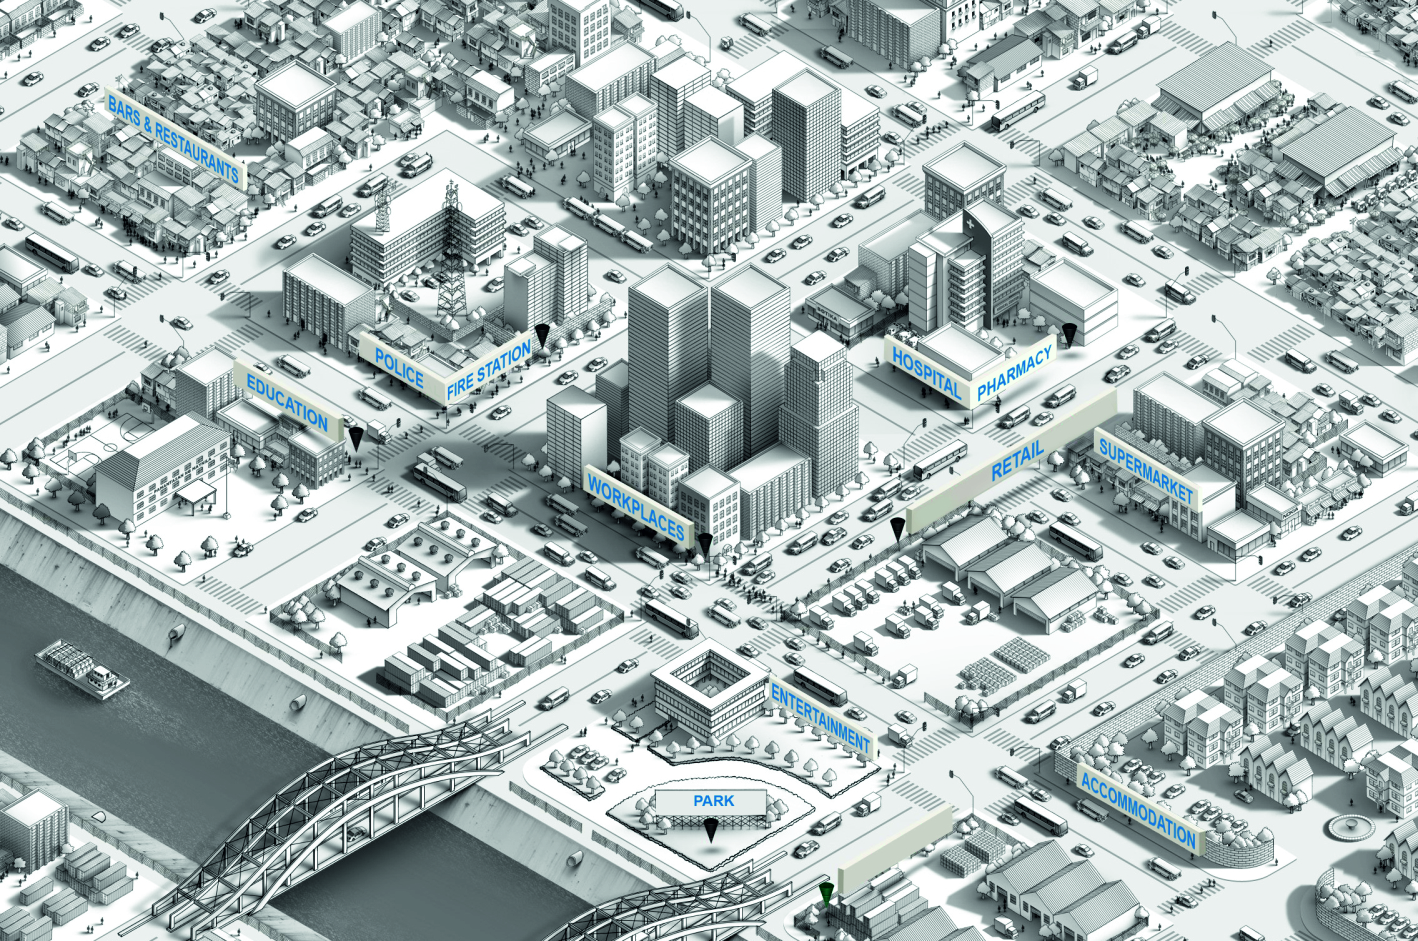 BARS & RESTAURANTS
POLICE
FIRE STATION
HOSPITAL
PHARMACY
EDUCATION
RETAIL
SUPERMARKET
WORKPLACES
ENTERTAINMENT
PARK
ACCOMMODATION